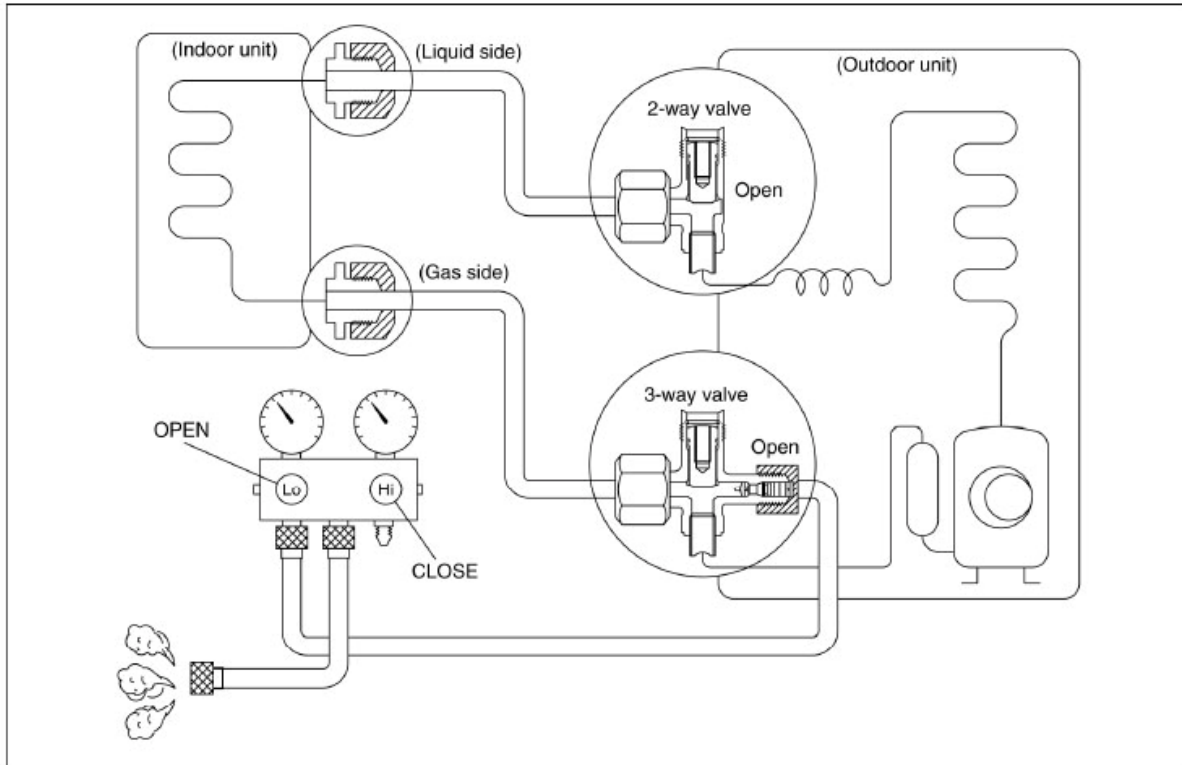 (Indoor unit)
(Liquid side)
(Outdoor unit)
2-way valve
Open
(Gas side)
3-way valve
Open
OPEN
Lo
Hi
CLOSE